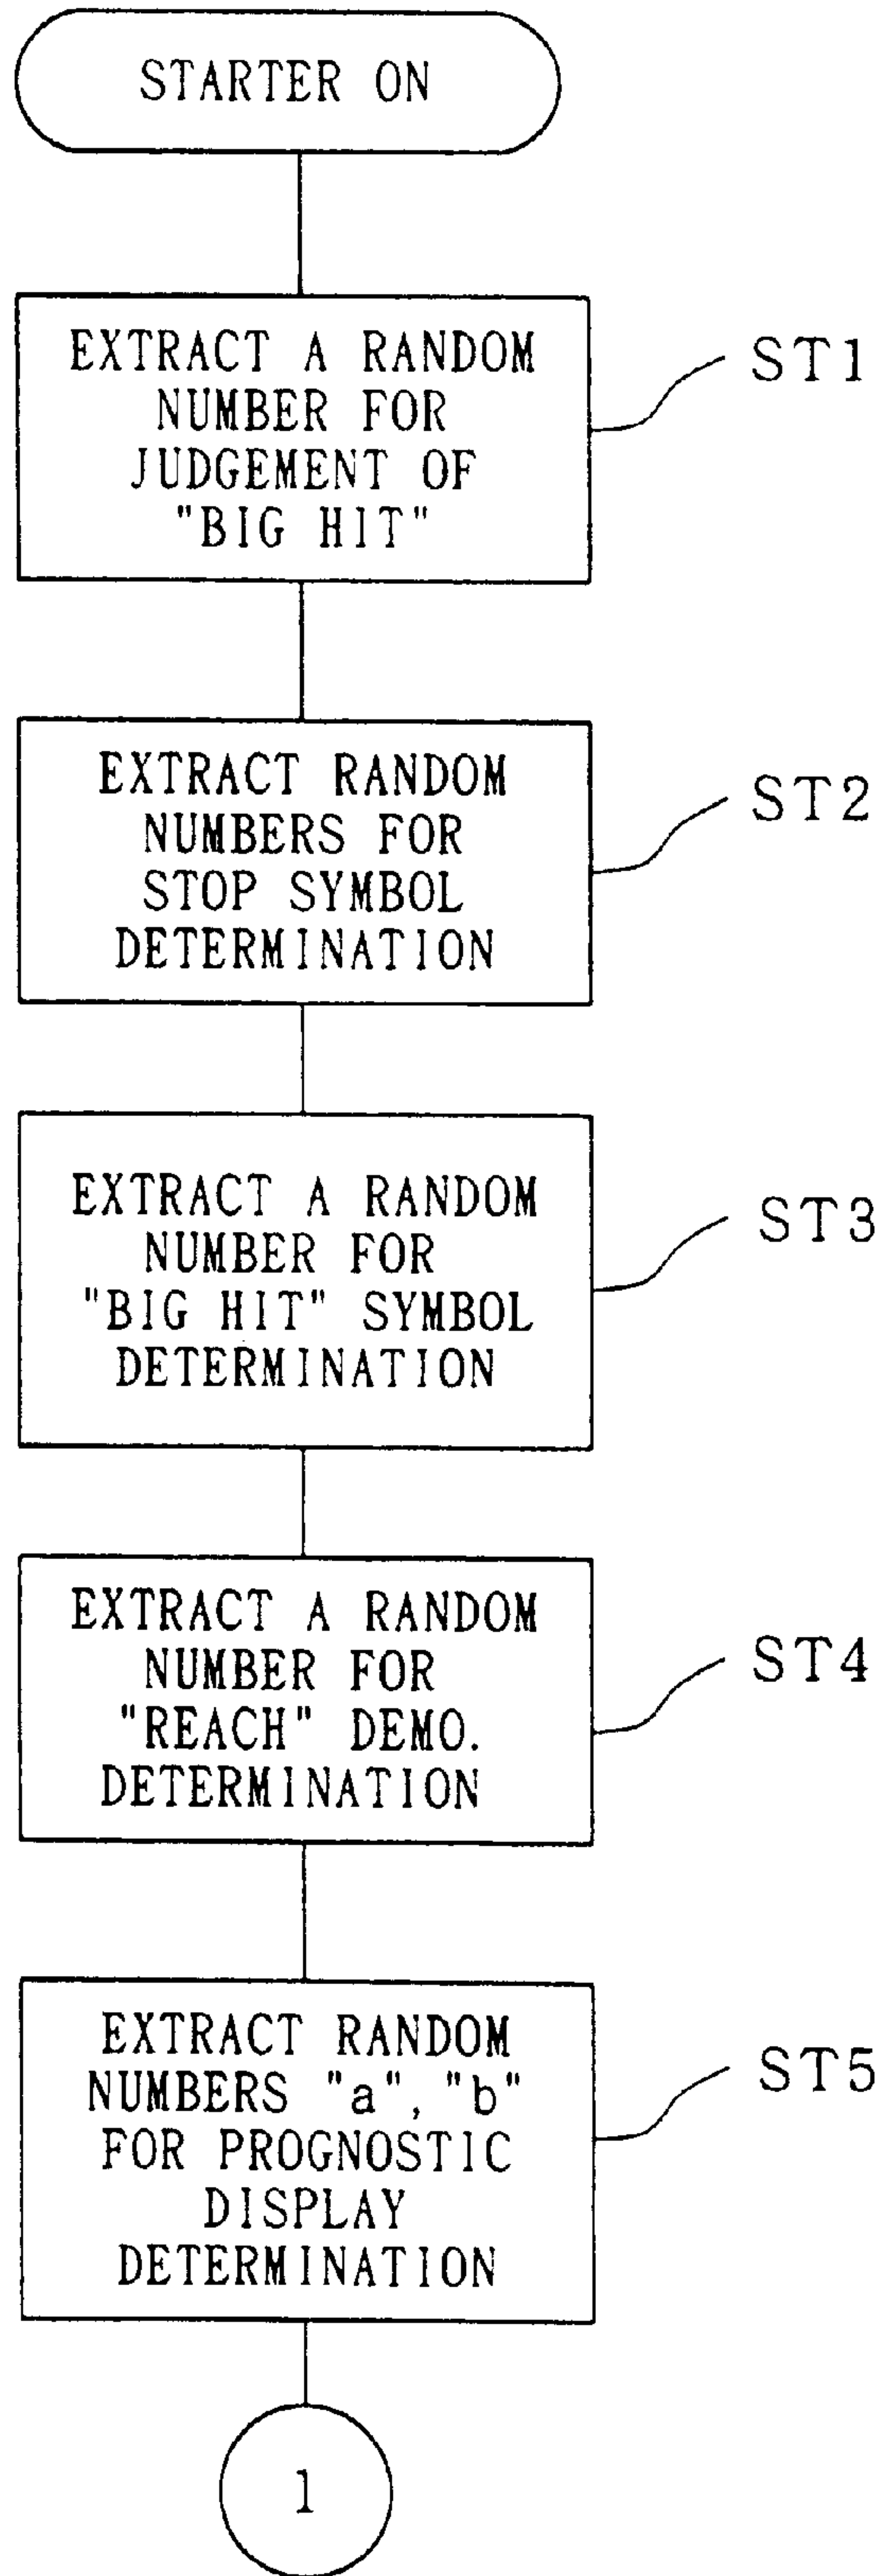 STARTER ON
EXTRACT A RANDOM
NUMBER FOR
JUDGEMENT OF
"BIG HIT"
ST1
EXTRACT RANDOM
NUMBERS FOR
STOP SYMBOL
DETERMINATION
ST2
EXTRACT A RANDOM
NUMBER FOR
"BIG HIT" SYMBOL
DETERMINATION
ST3
EXTRACT A RANDOM
NUMBER FOR
"REACH" DEMO.
DETERMINATION
ST4
EXTRACT RANDOM
NUMBERS "a", "b"
FOR PROGNOSTIC
DISPLAY
DETERMINATION
ST5
1